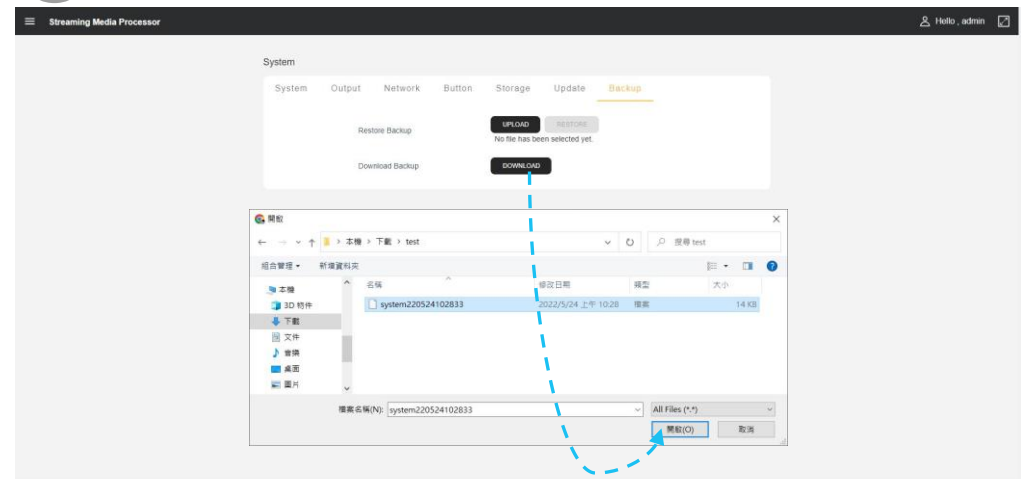 Streaming Media Processor
Hello , admin
System
System Output Network Button Storage Update Backup
Restore Backup
UPLOAD RESTORE
No file has been selected yet.
Download Backup
DOWNLOAD
開啟
本機 > 下載 > test
搜尋 test
組合管理 新增資料夾
名稱 修改日期 類型 大小
system220524102833 2022/5/24 上午 10:28 檔案 14 KB
本機
3D 物件
下載
文件
音樂
桌面
圖片
檔案名稱(N): system220524102833
All Files (*.*)
開啟(O) 取消